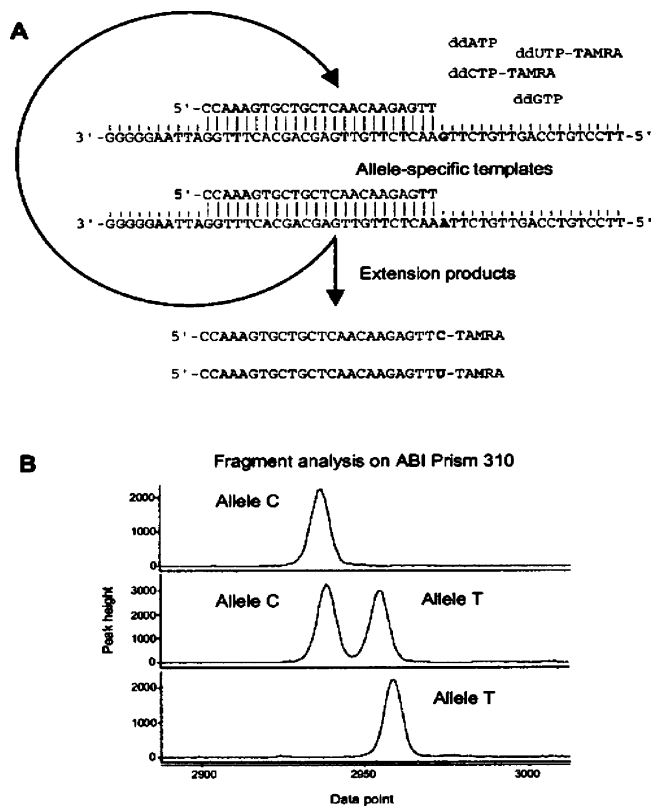 A
ddATP
ddUTP-TAMRA
ddCTP-TAMRA
ddGTP
5'-CCAAAGTGCTGCTCAACAAGAGTT
3'-GGGGGAATTAGGTTTCACGACGAGTTGTTCTCAAGTTCTGTTGACCTGTCCTT-5'
Allele-specific templates
5'-CCAAAGTGCTGCTCAACAAGAGTT
3'-GGGGGAATTAGGTTTCACGACGAGTTGTTCTCAAATTCTGTTGACCTGTCCTT-5'
Extension products
5'-CCAAAGTGCTGCTCAACAAGAGTTC-TAMRA
5'-CCAAAGTGCTGCTCAACAAGAGTTU-TAMRA
B
Fragment analysis on ABI Prism 310
2000
1000
0
Allele C
3000
2000
1000
0
Allele C
Allele T
2000
1000
0
Allele T
Peak height
2900
2950
3000
Data point